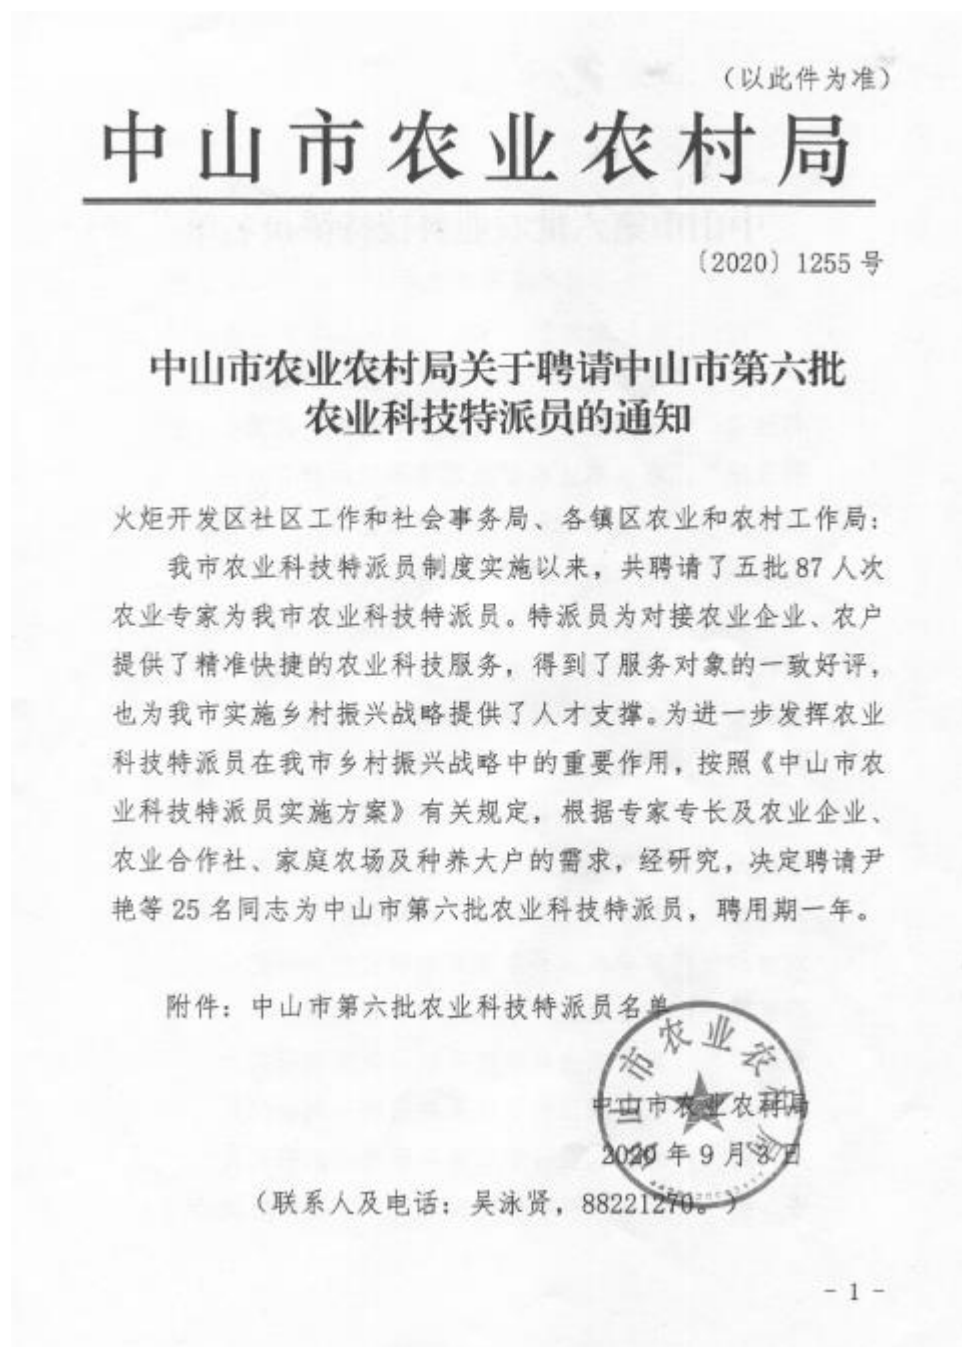 （以此件为准）
中山市农业农村局
〔2020〕1255 号
中山市农业农村局关于聘请中山市第六批
农业科技特派员的通知
火炬开发区社区工作和社会事务局、各镇区农业和农村工作局：
我市农业科技特派员制度实施以来，共聘请了五批 87 人次
农业专家为我市农业科技特派员。特派员为对接农业企业、农户
提供了精准快捷的农业科技服务，得到了服务对象的一致好评，
也为我市实施乡村振兴战略提供了人才支撑。为进一步发挥农业
科技特派员在我市乡村振兴战略中的重要作用，按照《中山市农
业科技特派员实施方案》有关规定，根据专家专长及农业企业、
农业合作社、家庭农场及种养大户的需求，经研究，决定聘请尹
艳等 25 名同志为中山市第六批农业科技特派员，聘用期一年。
附件：中山市第六批农业科技特派员名单
中山市农业农村局
中山市农业农村局
2020 年 9 月 3 日
（联系人及电话：吴泳贤，88221270。）
- 1 -